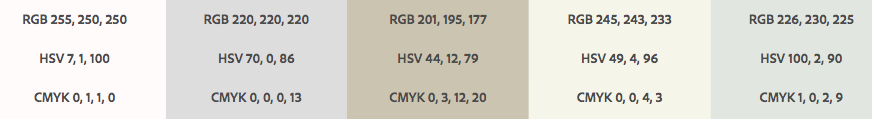 RGB 255, 250, 250
HSV 7, 1, 100
CMYK 0, 1, 1, 0
RGB 220, 220, 220
HSV 70, 0, 86
CMYK 0, 0, 0, 13
RGB 201, 195, 177
HSV 44, 12, 79
CMYK 0, 3, 12, 20
RGB 245, 243, 233
HSV 49, 4, 96
CMYK 0, 0, 4, 3
RGB 226, 230, 225
HSV 100, 2, 90
CMYK 1, 0, 2, 9